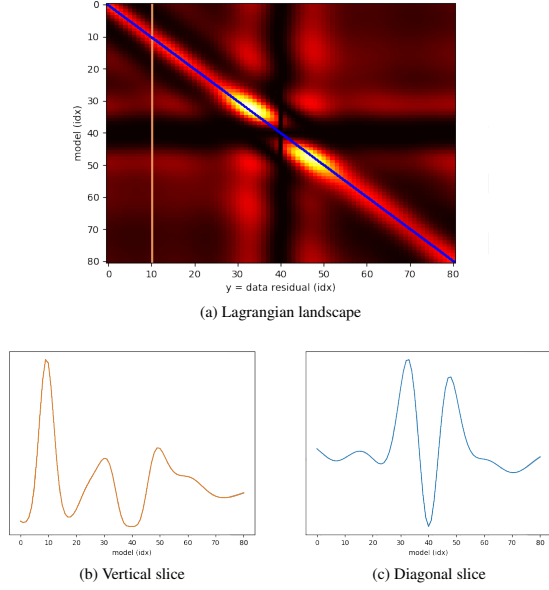 0
10
20
30
40
50
60
70
80
model (idx)
0 10 20 30 40 50 60 70 80
y = data residual (idx)
(a) Lagrangian landscape
0 10 20 30 40 50 60 70 80
model (idx)
0 10 20 30 40 50 60 70 80
model (idx)
(b) Vertical slice
(c) Diagonal slice